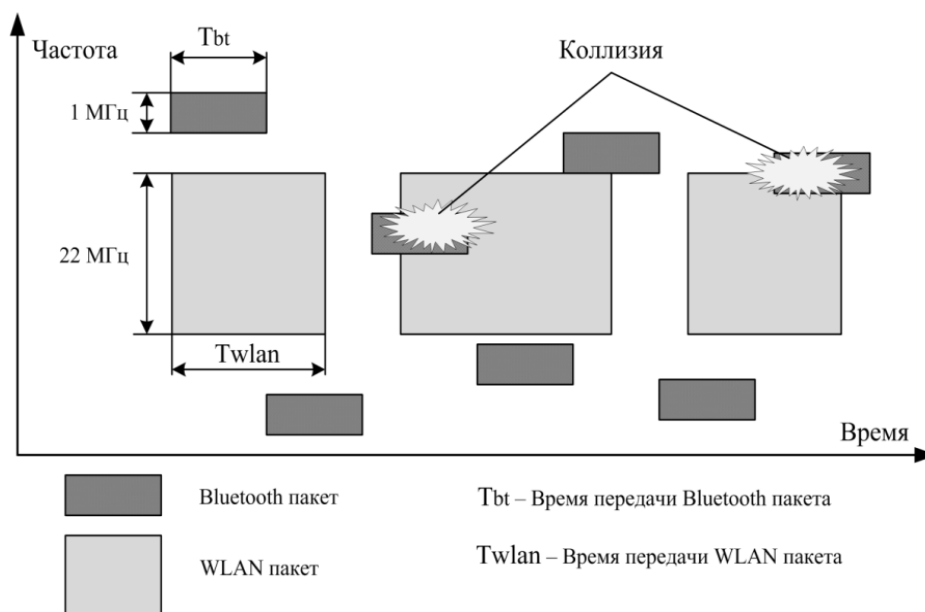 Частота
Tbt
Коллизия
1 МГц
22 МГц
Twlan
Время
Bluetooth пакет
Tbt – Время передачи Bluetooth пакета
WLAN пакет
Twlan – Время передачи WLAN пакета